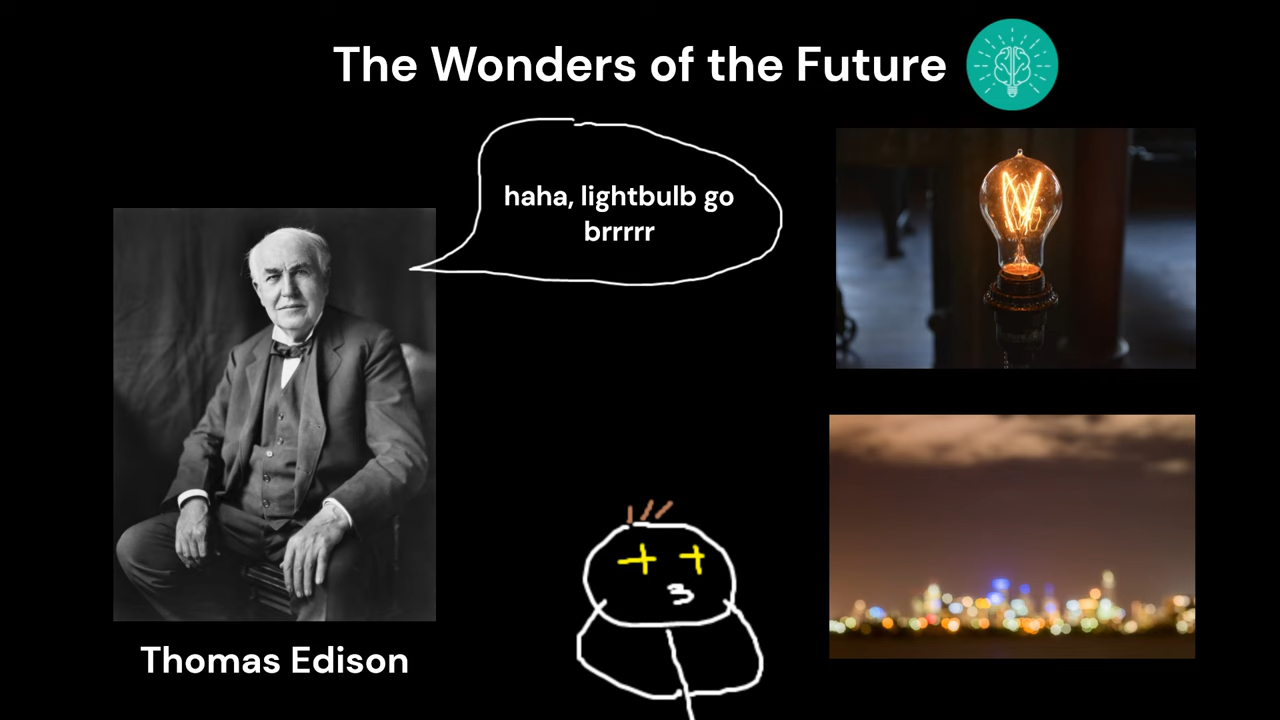 The Wonders of the Future
haha, lightbulb go
brrrrr
Thomas Edison